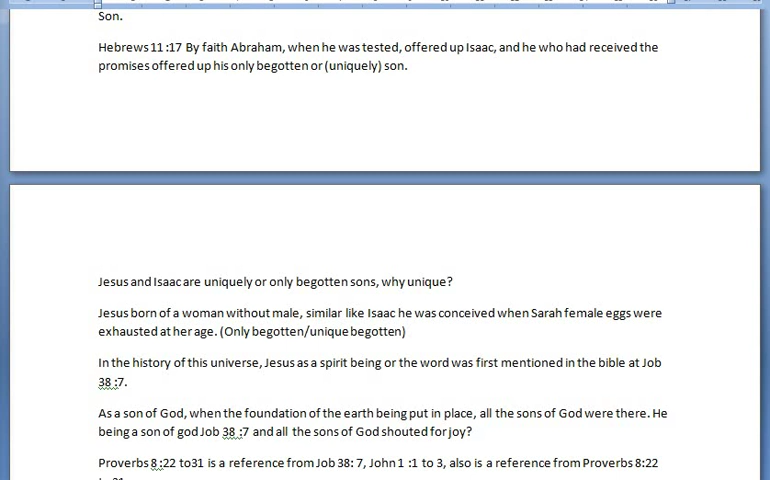 Son.
Hebrews 11 :17 By faith Abraham, when he was tested, offered up Isaac, and he who had received the
promises offered up his only begotten or (uniquely) son.
Jesus and Isaac are uniquely or only begotten sons, why unique?
Jesus born of a woman without male, similar like Isaac he was conceived when Sarah female eggs were
exhausted at her age. (Only begotten/unique begotten)
In the history of this universe, Jesus as a spirit being or the word was first mentioned in the bible at Job
38 :7.
As a son of God, when the foundation of the earth being put in place, all the sons of God were there. He
being a son of god Job 38 :7 and all the sons of God shouted for joy?
Proverbs 8 :22 to31 is a reference from Job 38: 7, John 1 :1 to 3, also is a reference from Proverbs 8:22